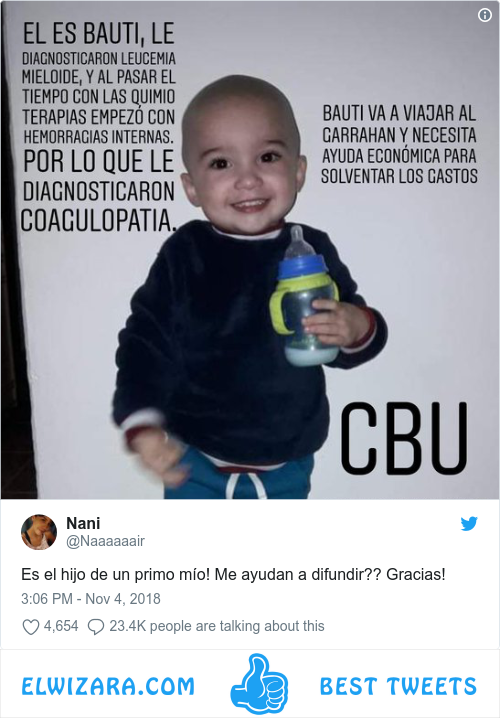 EL ES BAUTI, LE
DIAGNOSTICARON LEUCEMIA
MIELOIDE, Y AL PASAR EL
TIEMPO CON LAS QUIMIO
TERAPIAS EMPEZÓ CON
HEMORRAGIAS INTERNAS.
POR LO QUE LE
DIAGNOSTICARON
COAGULOPATIA.
BAUTI VA A VIAJAR AL
GARRAHAN Y NECESITA
AYUDA ECONÓMICA PARA
SOLVENTAR LOS GASTOS
CBU
Nani
@Naaaaaair
Es el hijo de un primo mío! Me ayudan a difundir?? Gracias!
3:06 PM - Nov 4, 2018
4,654 23.4K people are talking about this
ELWIZARA.COM BEST TWEETS